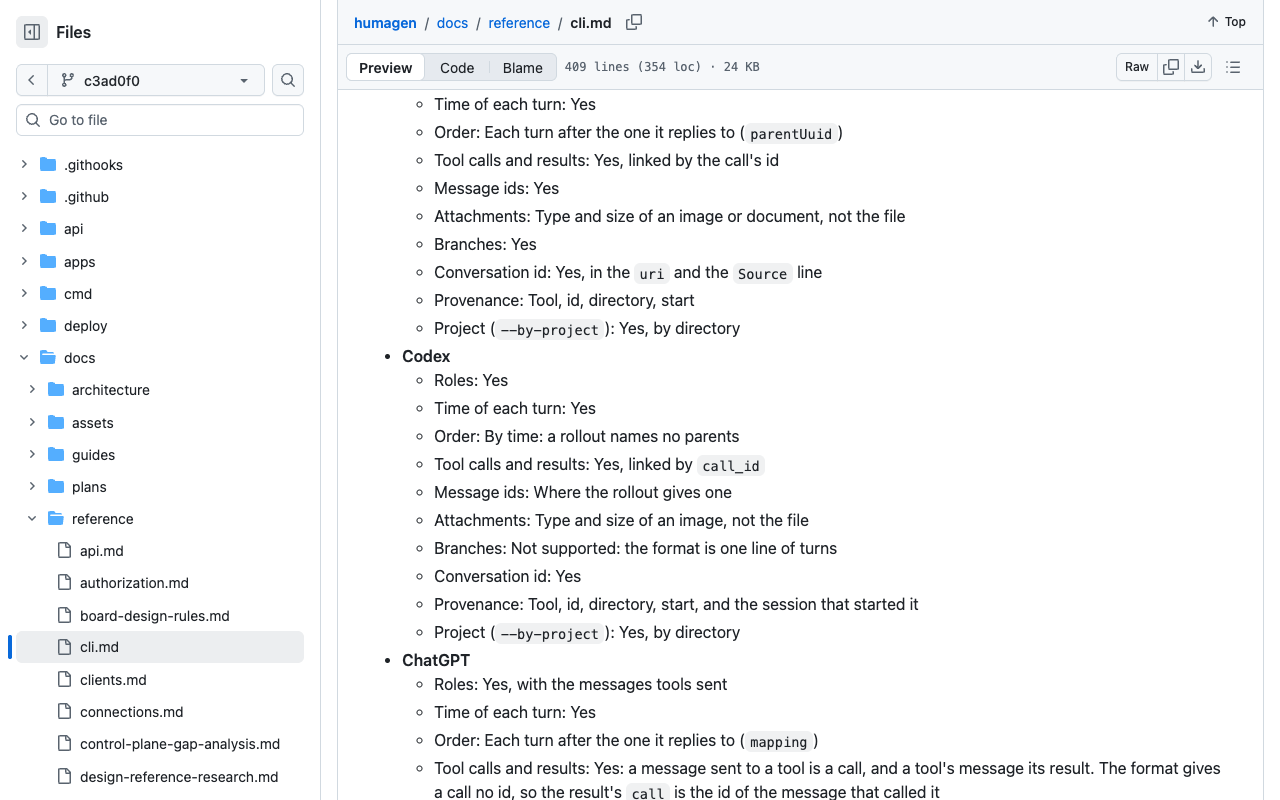 Files
humagen / docs / reference / cli.md
Top
c3ad0f0
Preview Code Blame 409 lines (354 loc) · 24 KB
Raw
Go to file
.githooks
.github
api
apps
cmd
deploy
docs
architecture
assets
guides
plans
reference
api.md
authorization.md
board-design-rules.md
cli.md
clients.md
connections.md
control-plane-gap-analysis.md
design-reference-research.md
Time of each turn: Yes
Order: Each turn after the one it replies to ( parentUuid )
Tool calls and results: Yes, linked by the call's id
Message ids: Yes
Attachments: Type and size of an image or document, not the file
Branches: Yes
Conversation id: Yes, in the uri and the Source line
Provenance: Tool, id, directory, start
Project ( --by-project ): Yes, by directory
Codex
Roles: Yes
Time of each turn: Yes
Order: By time: a rollout names no parents
Tool calls and results: Yes, linked by call_id
Message ids: Where the rollout gives one
Attachments: Type and size of an image, not the file
Branches: Not supported: the format is one line of turns
Conversation id: Yes
Provenance: Tool, id, directory, start, and the session that started it
Project ( --by-project ): Yes, by directory
ChatGPT
Roles: Yes, with the messages tools sent
Time of each turn: Yes
Order: Each turn after the one it replies to ( mapping )
Tool calls and results: Yes: a message sent to a tool is a call, and a tool's message its result. The format gives
a call no id, so the result's call is the id of the message that called it